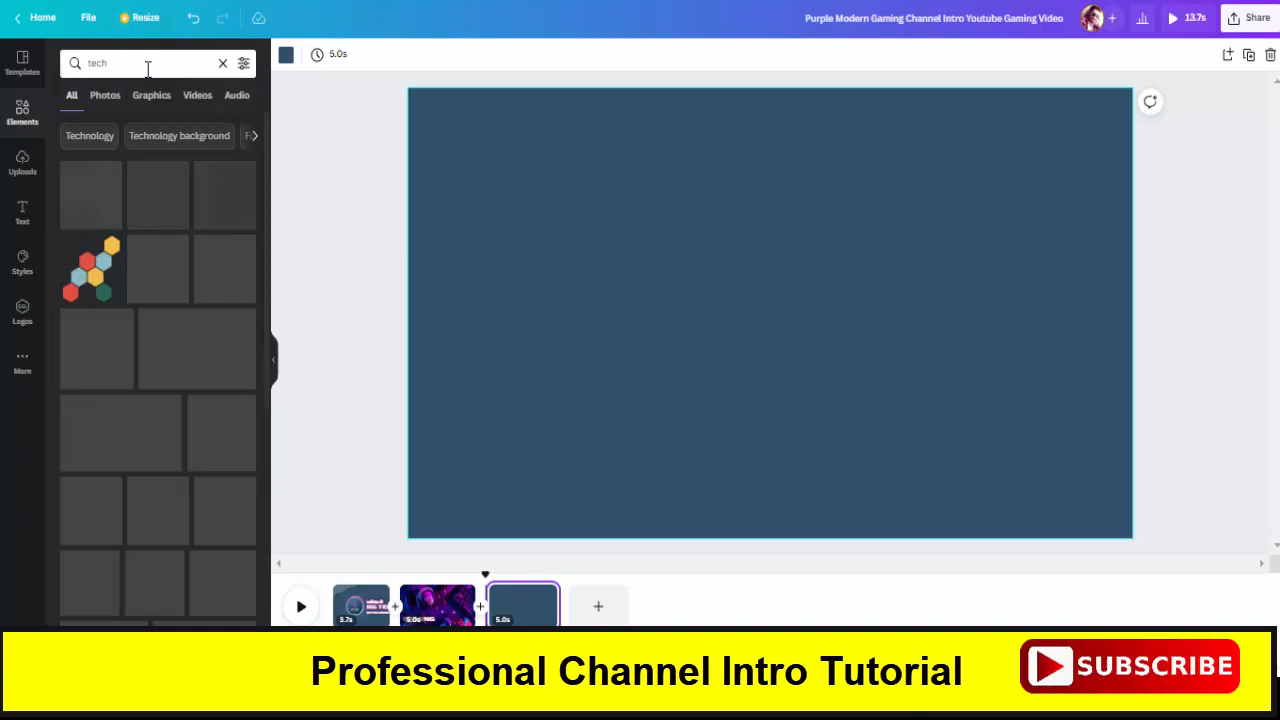 Home File Resize Purple Modern Gaming Channel Intro Youtube Gaming Video + 13.7s Share
Templates
Elements
Uploads
Text
Styles
Logos
More
tech
All Photos Graphics Videos Audio
Technology Technology background
5.0s
3.7s
5.0s
5.0s
Professional Channel Intro Tutorial
SUBSCRIBE